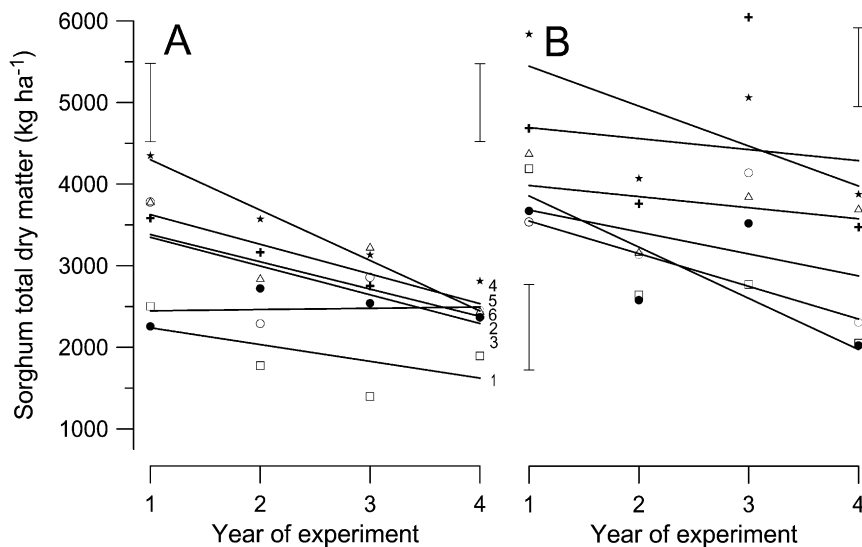 Sorghum total dry matter (kg ha⁻¹)
6000
5000
4000
3000
2000
1000
A
B
4
5
6
2
3
1
1 2 3 4
1 2 3 4
Year of experiment
Year of experiment